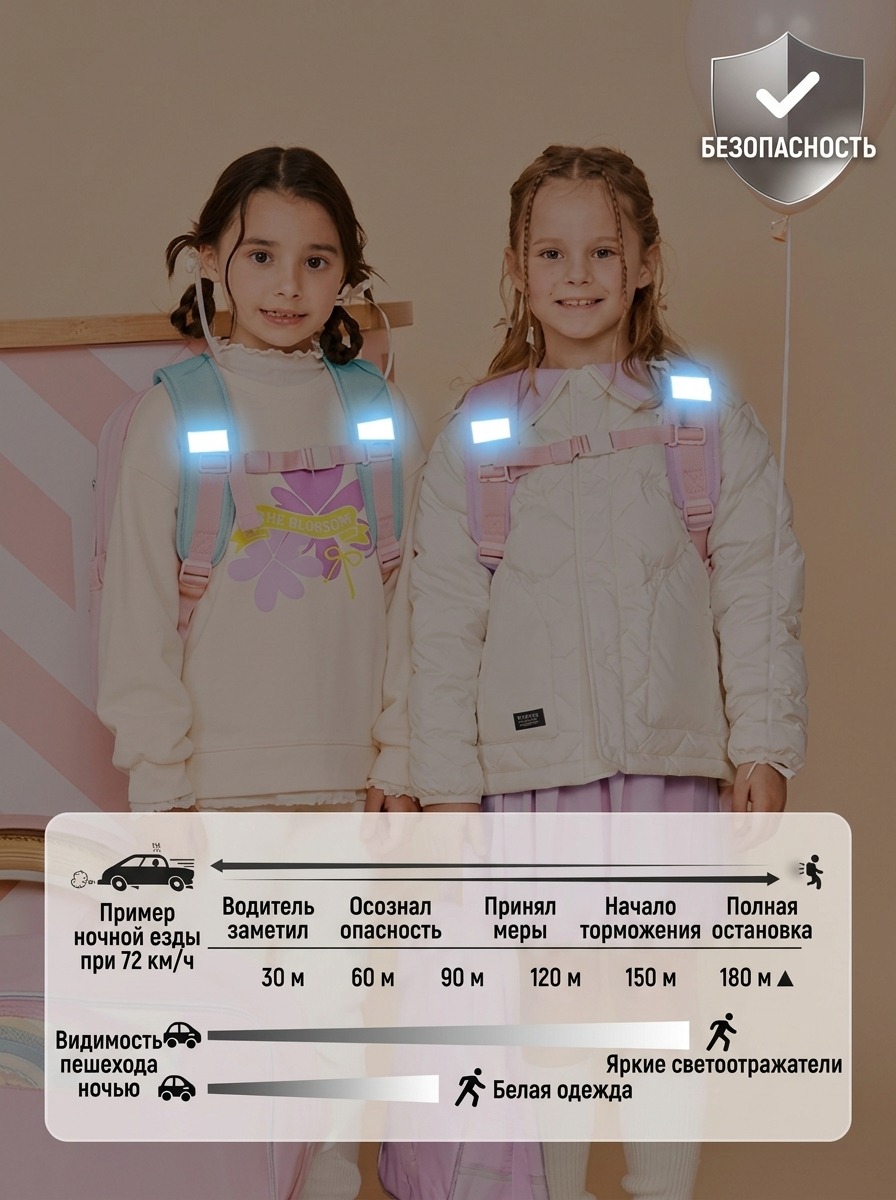 БЕЗОПАСНОСТЬ
HE BLOSSOM
Пример
ночной езды
при 72 км/ч
Водитель
заметил
Осознал
опасность
Принял
меры
Начало
торможения
Полная
остановка
30 м 60 м 90 м 120 м 150 м 180 м ▲
Видимость
пешехода
ночью
Яркие светоотражатели
Белая одежда